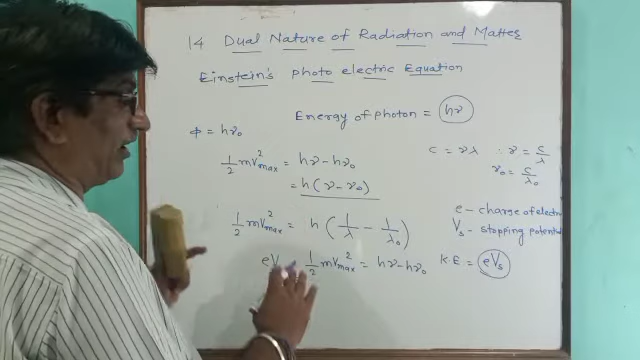 14 Dual Nature of Radiation and Matter
Einstein's photo electric Equation
Energy of photon = hν
ϕ = hν₀
c = νλ ∴ ν = c/λ
½ mV²max = hν − hν₀
ν₀ = c/λ₀
= h(ν − ν₀)
e – charge of electr
½ mV²max = h(1/λ − 1/λ₀)
Vs – stopping potential
eV = ½ mV²max = hν − hν₀
K.E = eVs